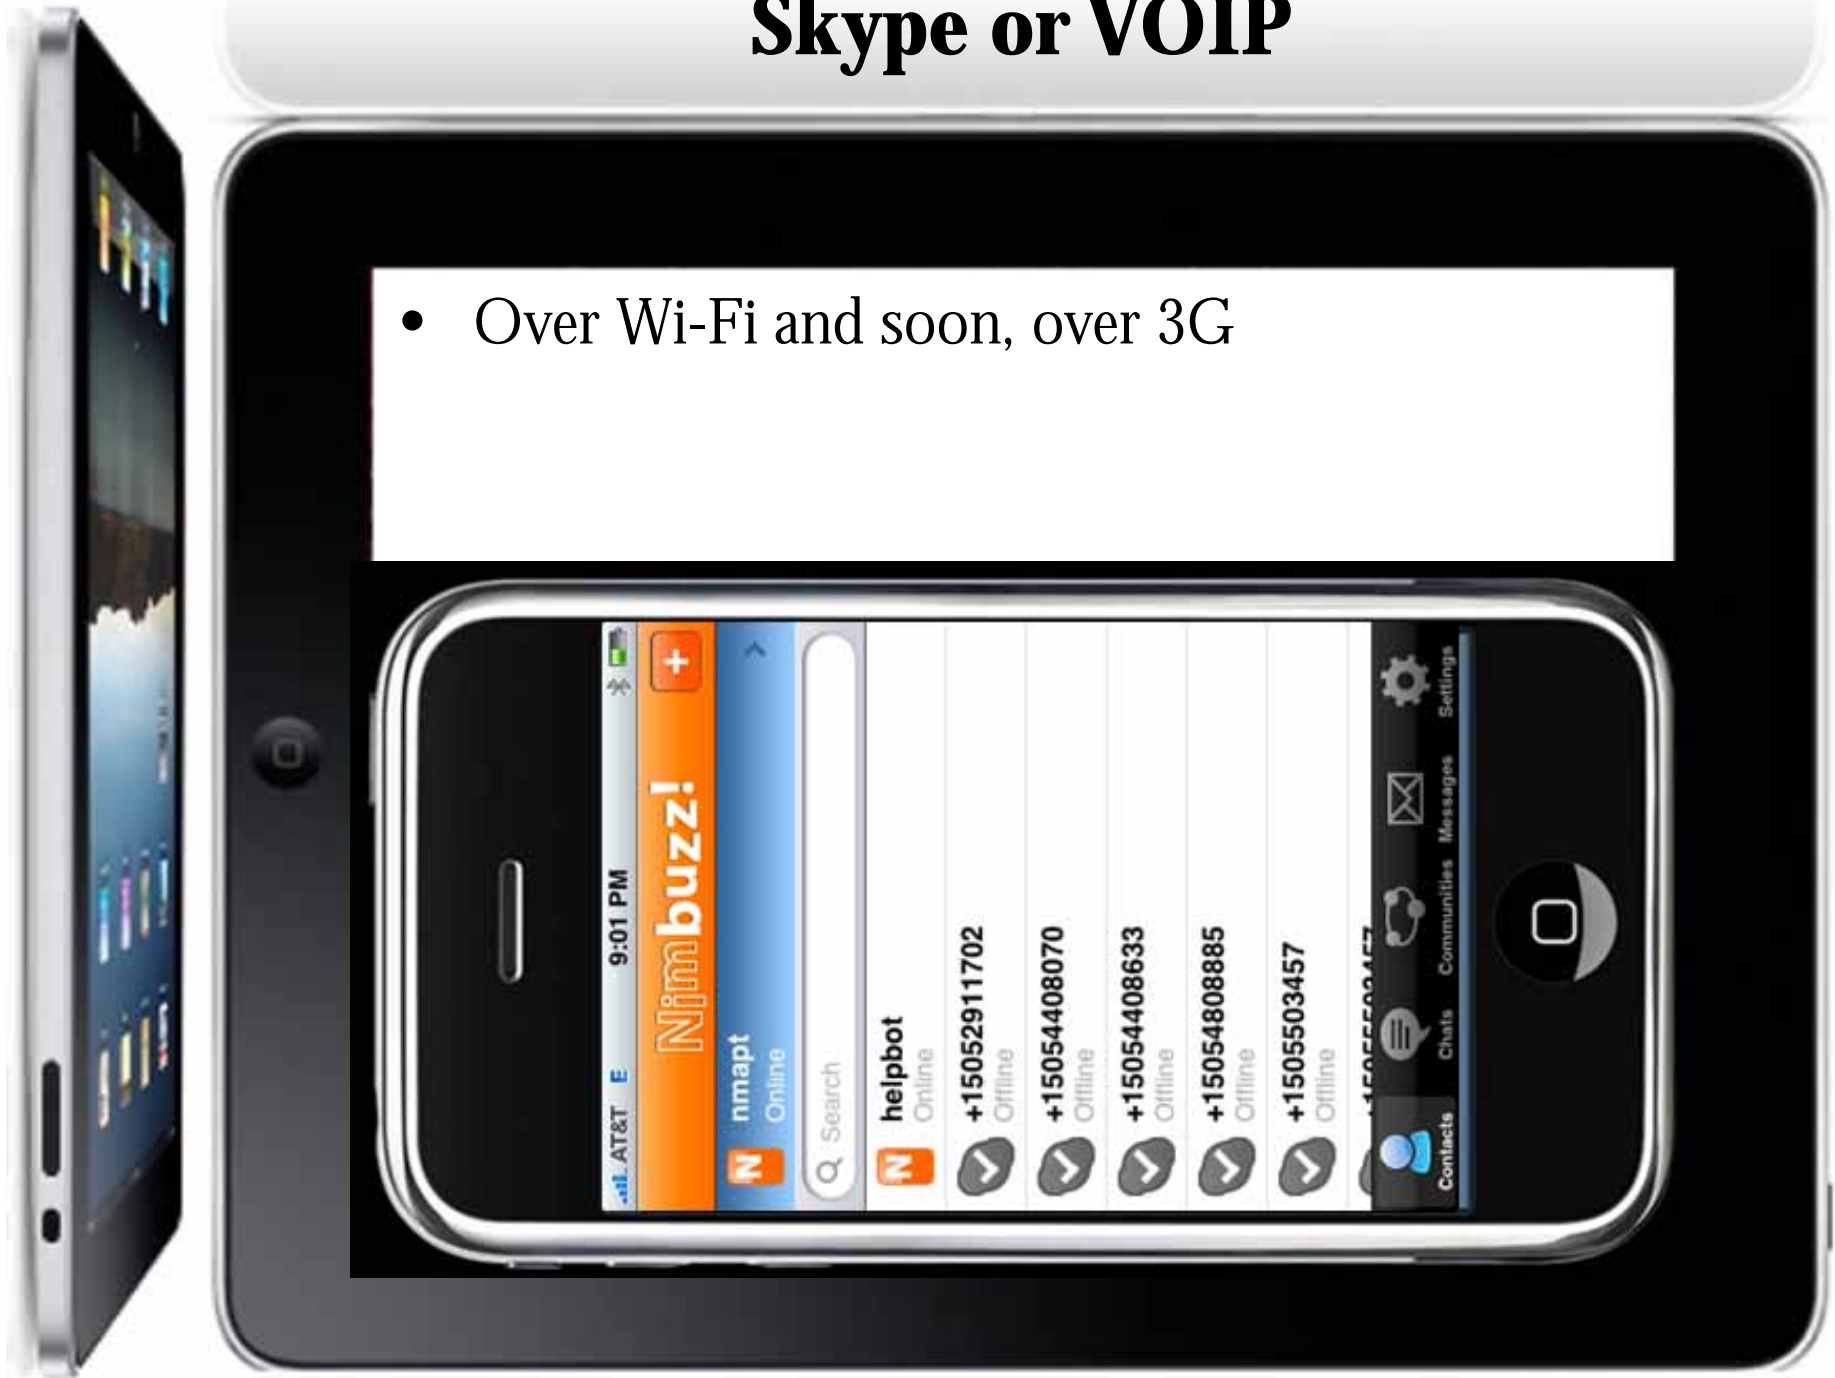 Skype or VOIP
• Over Wi-Fi and soon, over 3G
AT&T E 9:01 PM
Nimbuzz!
+
N nmapt
Online
Search
N helpbot
Online
+15052911702
Offline
+15054408070
Offline
+15054408633
Offline
+15054808885
Offline
+15055503457
Offline
Contacts Chats Communities Messages Settings